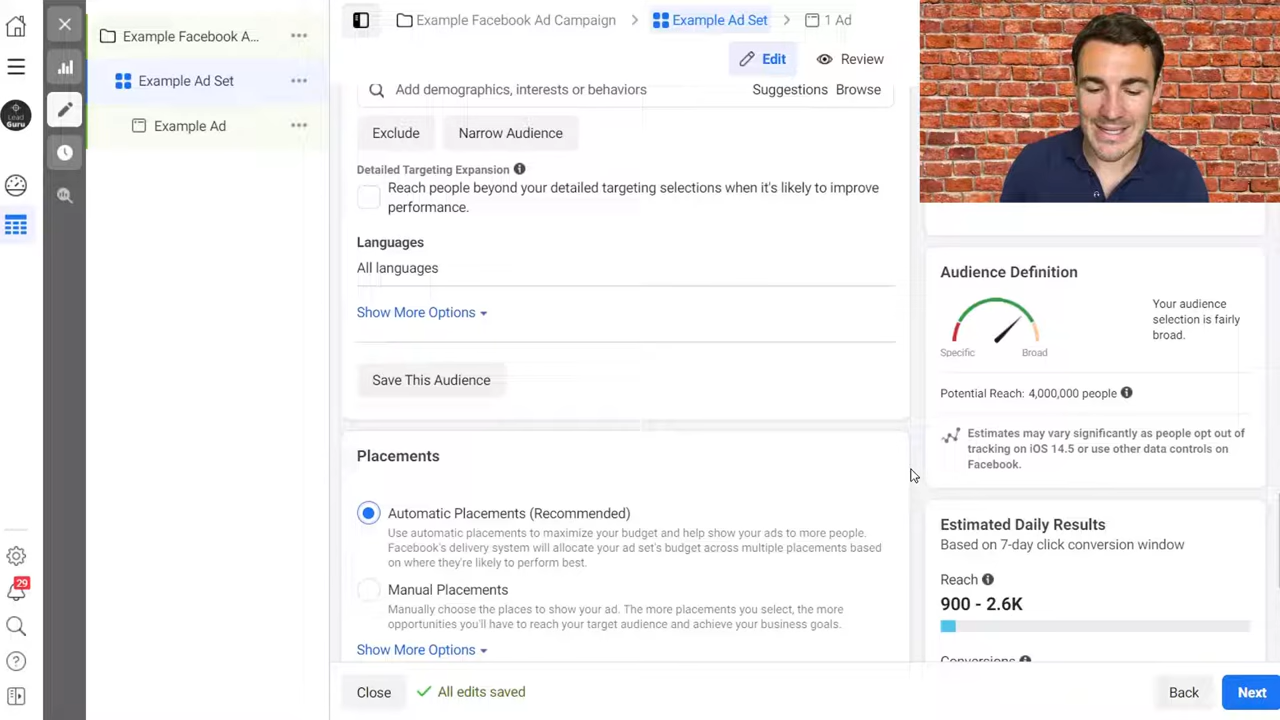 Example Facebook A...
Example Ad Set
Example Ad
Lead
Guru
29
Example Facebook Ad Campaign
Example Ad Set
1 Ad
Edit
Review
Add demographics, interests or behaviors
Suggestions
Browse
Exclude
Narrow Audience
Detailed Targeting Expansion
Reach people beyond your detailed targeting selections when it's likely to improve
performance.
Languages
All languages
Show More Options
Save This Audience
Placements
Automatic Placements (Recommended)
Use automatic placements to maximize your budget and help show your ads to more people.
Facebook's delivery system will allocate your ad set's budget across multiple placements based
on where they're likely to perform best.
Manual Placements
Manually choose the places to show your ad. The more placements you select, the more
opportunities you'll have to reach your target audience and achieve your business goals.
Show More Options
Close
All edits saved
Back
Next
Audience Definition
Specific
Broad
Your audience
selection is fairly
broad.
Potential Reach: 4,000,000 people
Estimates may vary significantly as people opt out of
tracking on iOS 14.5 or use other data controls on
Facebook.
Estimated Daily Results
Based on 7-day click conversion window
Reach
900 - 2.6K
Conversions